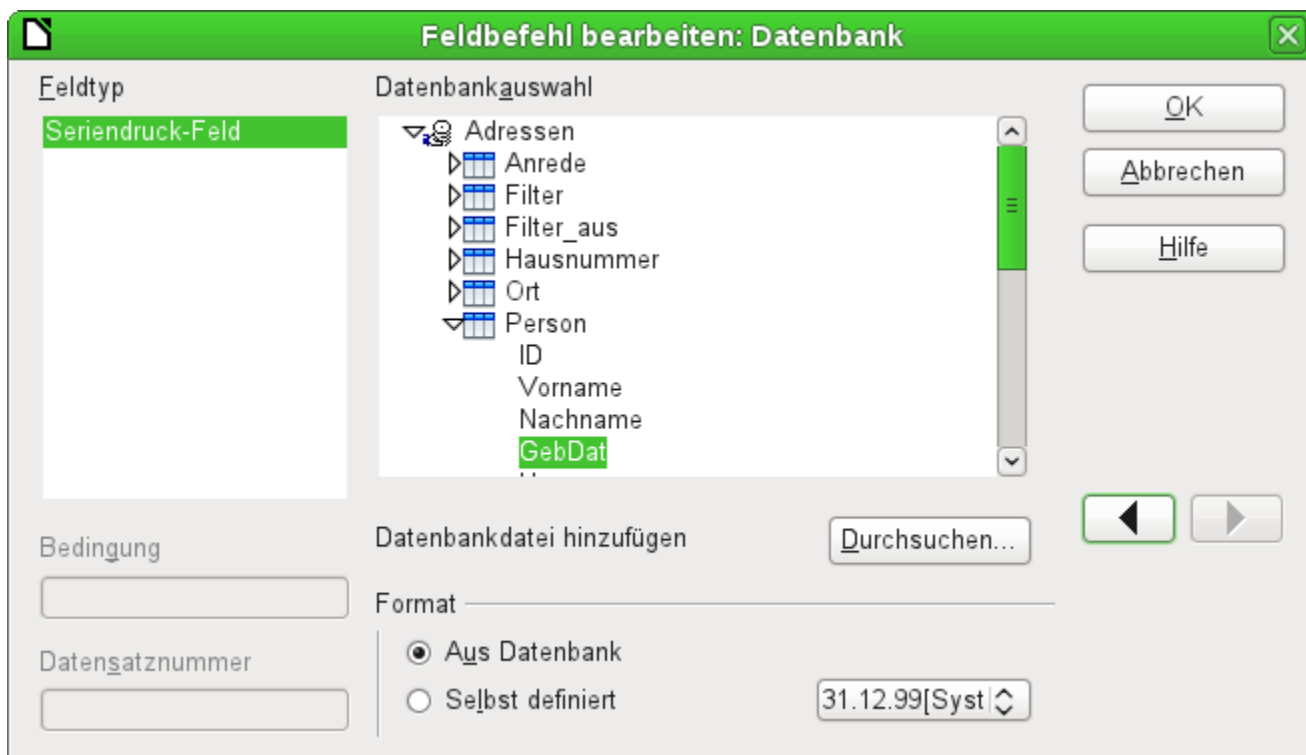 Feldbefehl bearbeiten: Datenbank
Feldtyp
Datenbankauswahl
Seriendruck-Feld
Adressen
Anrede
Filter
Filter_aus
Hausnummer
Ort
Person
ID
Vorname
Nachname
GebDat
OK
Abbrechen
Hilfe
Bedingung
Datenbankdatei hinzufügen
Durchsuchen...
Format
Datensatznummer
Aus Datenbank
Selbst definiert
31.12.99[Syst